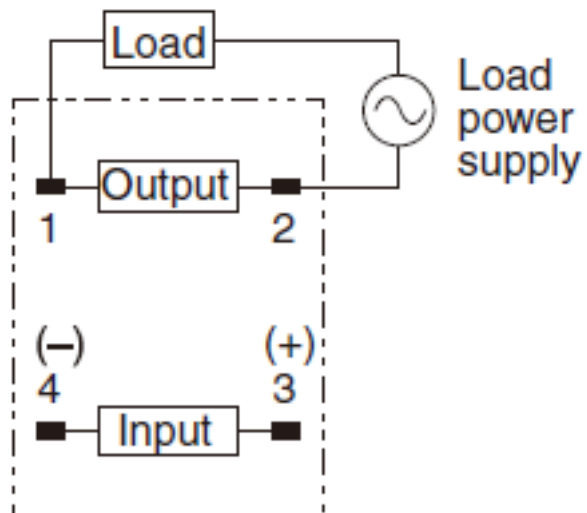 Load
Load
power
supply
Output
1 2
(–) (+)
4 3
Input